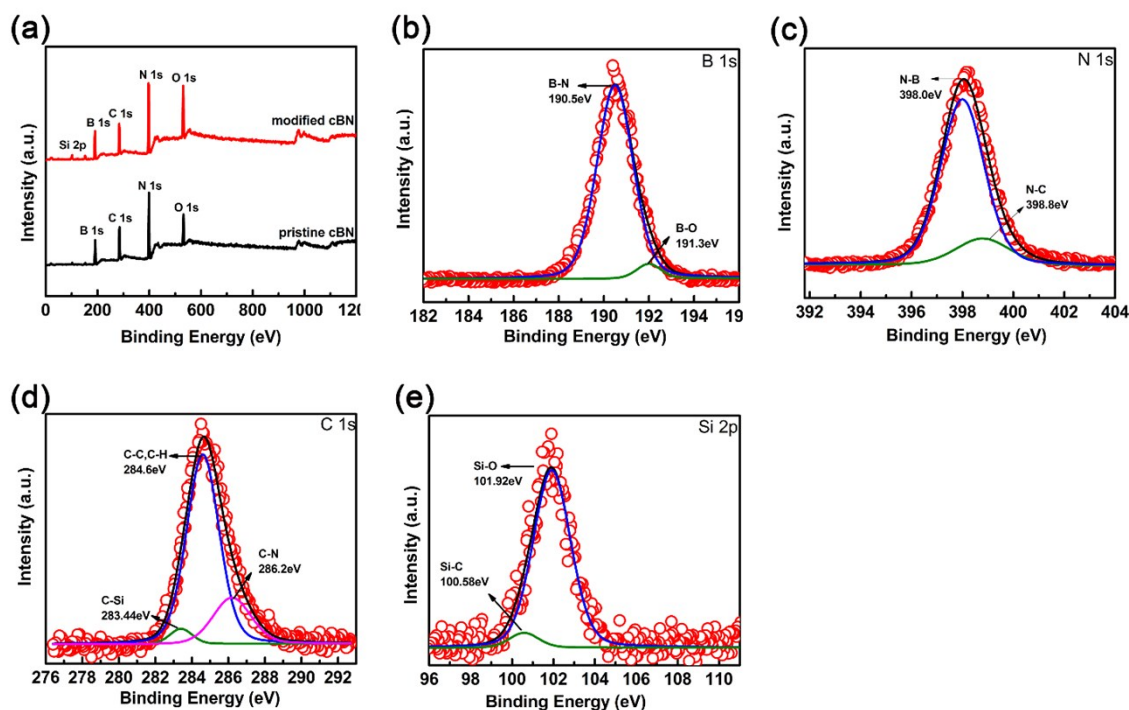 (a)
Intensity (a.u.)
Si 2p
B 1s
C 1s
N 1s
O 1s
modified cBN
B 1s
C 1s
N 1s
O 1s
pristine cBN
0 200 400 600 800 1000 120
Binding Energy (eV)
(b)
B 1s
Intensity (a.u.)
B-N
190.5eV
B-O
191.3eV
182 184 186 188 190 192 19
Binding Energy (eV)
(c)
N 1s
Intensity (a.u.)
N-B
398.0eV
N-C
398.8eV
392 394 396 398 400 402 404
Binding Energy (eV)
(d)
C 1s
Intensity (a.u.)
C-C,C-H
284.6eV
C-N
286.2eV
C-Si
283.44eV
276 278 280 282 284 286 288 290 292
Binding Energy (eV)
(e)
Si 2p
Intensity (a.u.)
Si-O
101.92eV
Si-C
100.58eV
96 98 100 102 104 106 108 110
Binding Energy (eV)